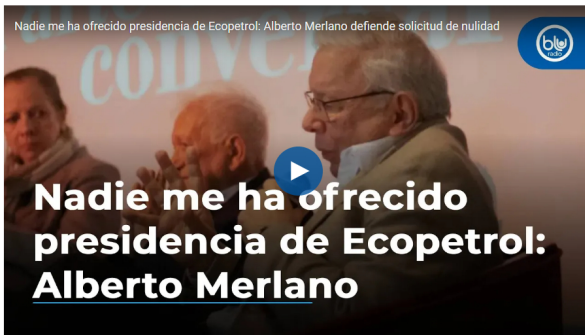 Nadie me ha ofrecido presidencia de Ecopetrol: Alberto Merlano defiende solicitud de nulidad
blu
radio
conve
Nadie me ha ofrecido
presidencia de Ecopetrol:
Alberto Merlano